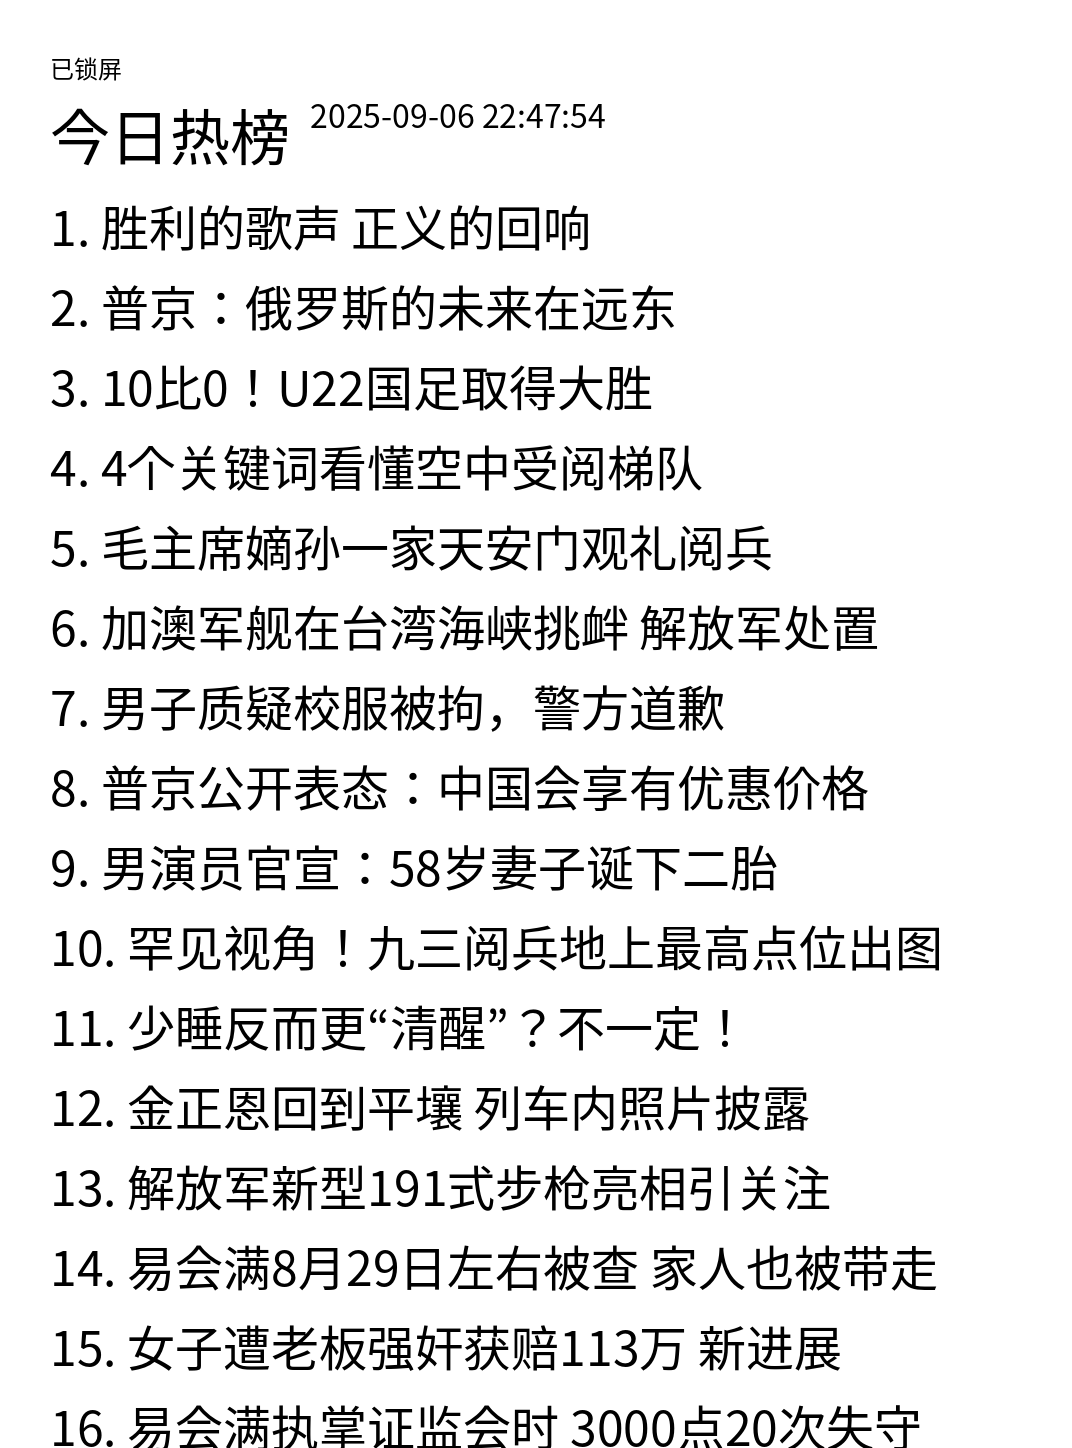 已锁屏
今日热榜 2025-09-06 22:47:54
1. 胜利的歌声 正义的回响
2. 普京：俄罗斯的未来在远东
3. 10比0！U22国足取得大胜
4. 4个关键词看懂空中受阅梯队
5. 毛主席嫡孙一家天安门观礼阅兵
6. 加澳军舰在台湾海峡挑衅 解放军处置
7. 男子质疑校服被拘，警方道歉
8. 普京公开表态：中国会享有优惠价格
9. 男演员官宣：58岁妻子诞下二胎
10. 罕见视角！九三阅兵地上最高点位出图
11. 少睡反而更“清醒”？不一定！
12. 金正恩回到平壤 列车内照片披露
13. 解放军新型191式步枪亮相引关注
14. 易会满8月29日左右被查 家人也被带走
15. 女子遭老板强奸获赔113万 新进展
16. 易会满执掌证监会时 3000点20次失守